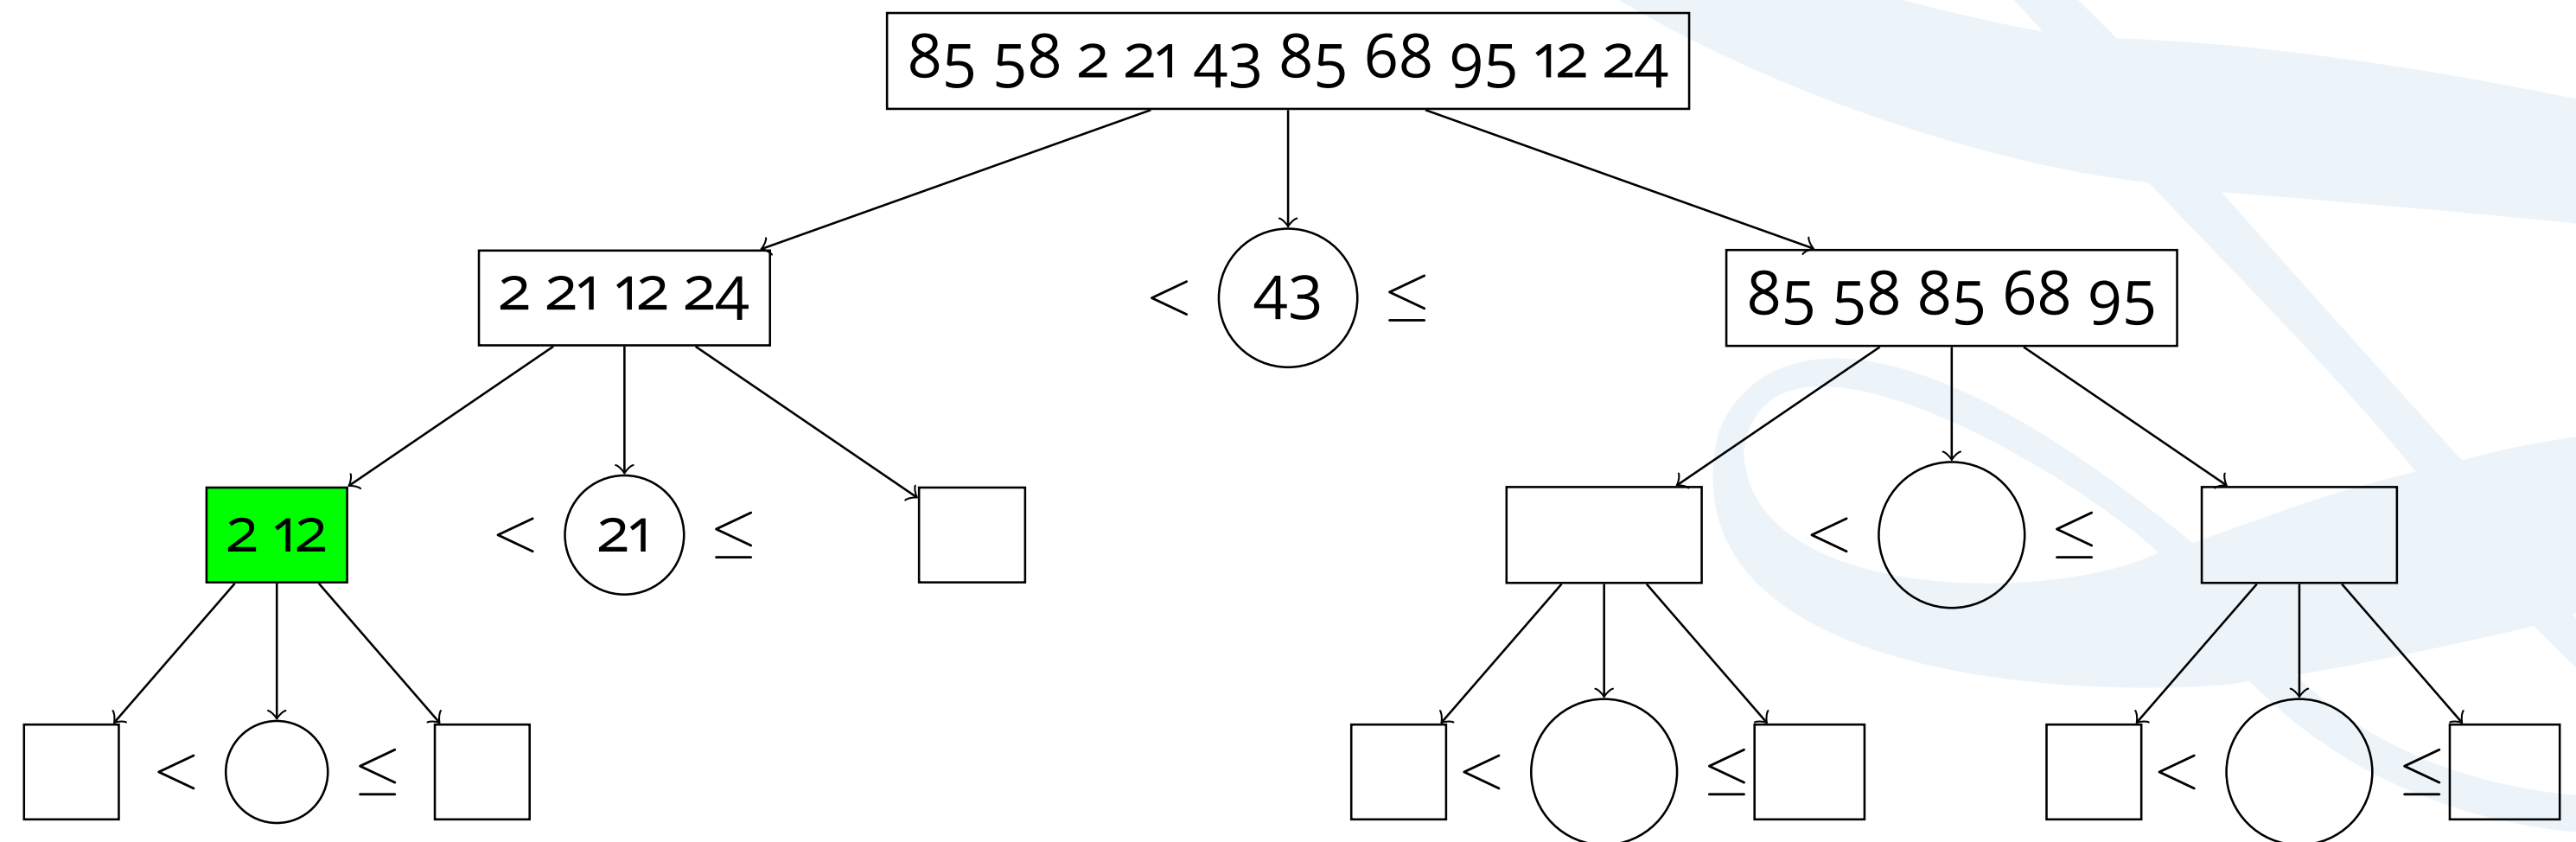 85 58 2 21 43 85 68 95 12 24
2 21 12 24 < 43 ≤ 85 58 85 68 95
2 12 < 21 ≤ < ≤
< ≤ < ≤ < ≤